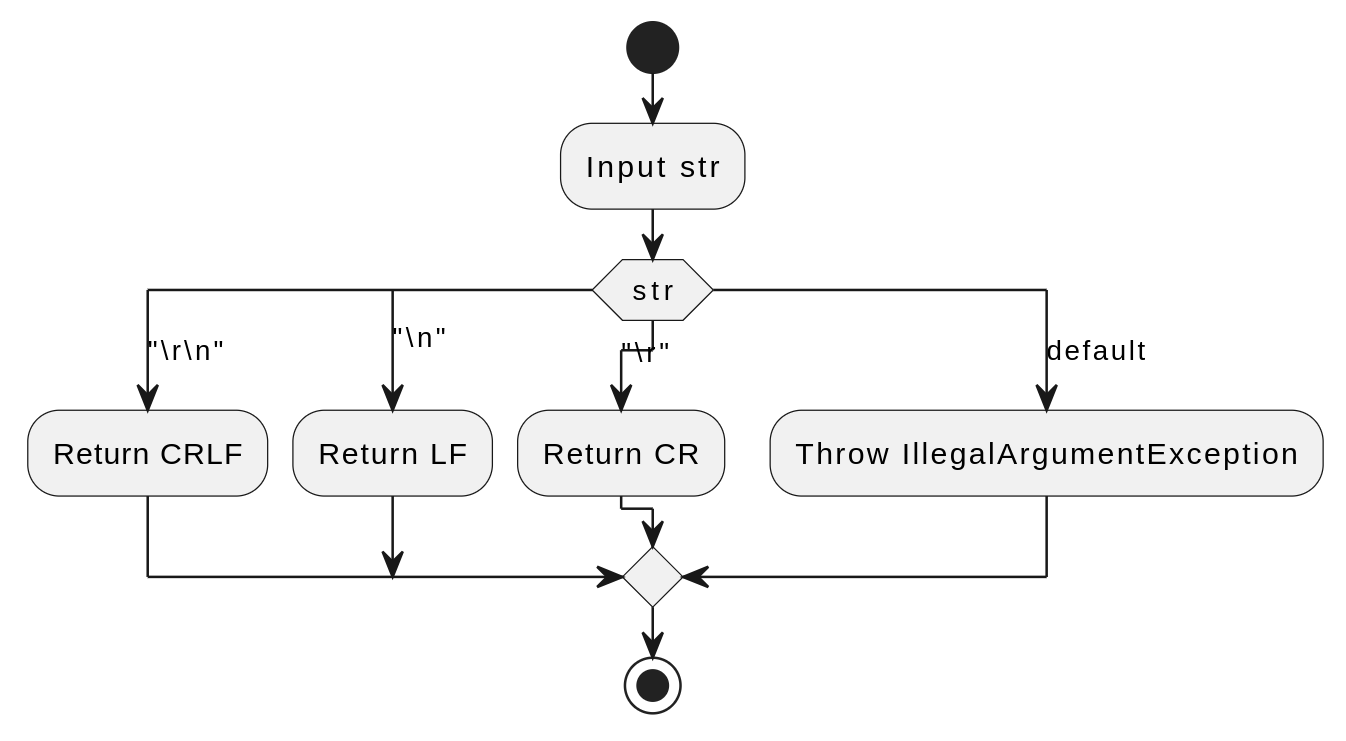 Input str
str
"\r\n"
"\n"
"\r"
default
Return CRLF
Return LF
Return CR
Throw IllegalArgumentException